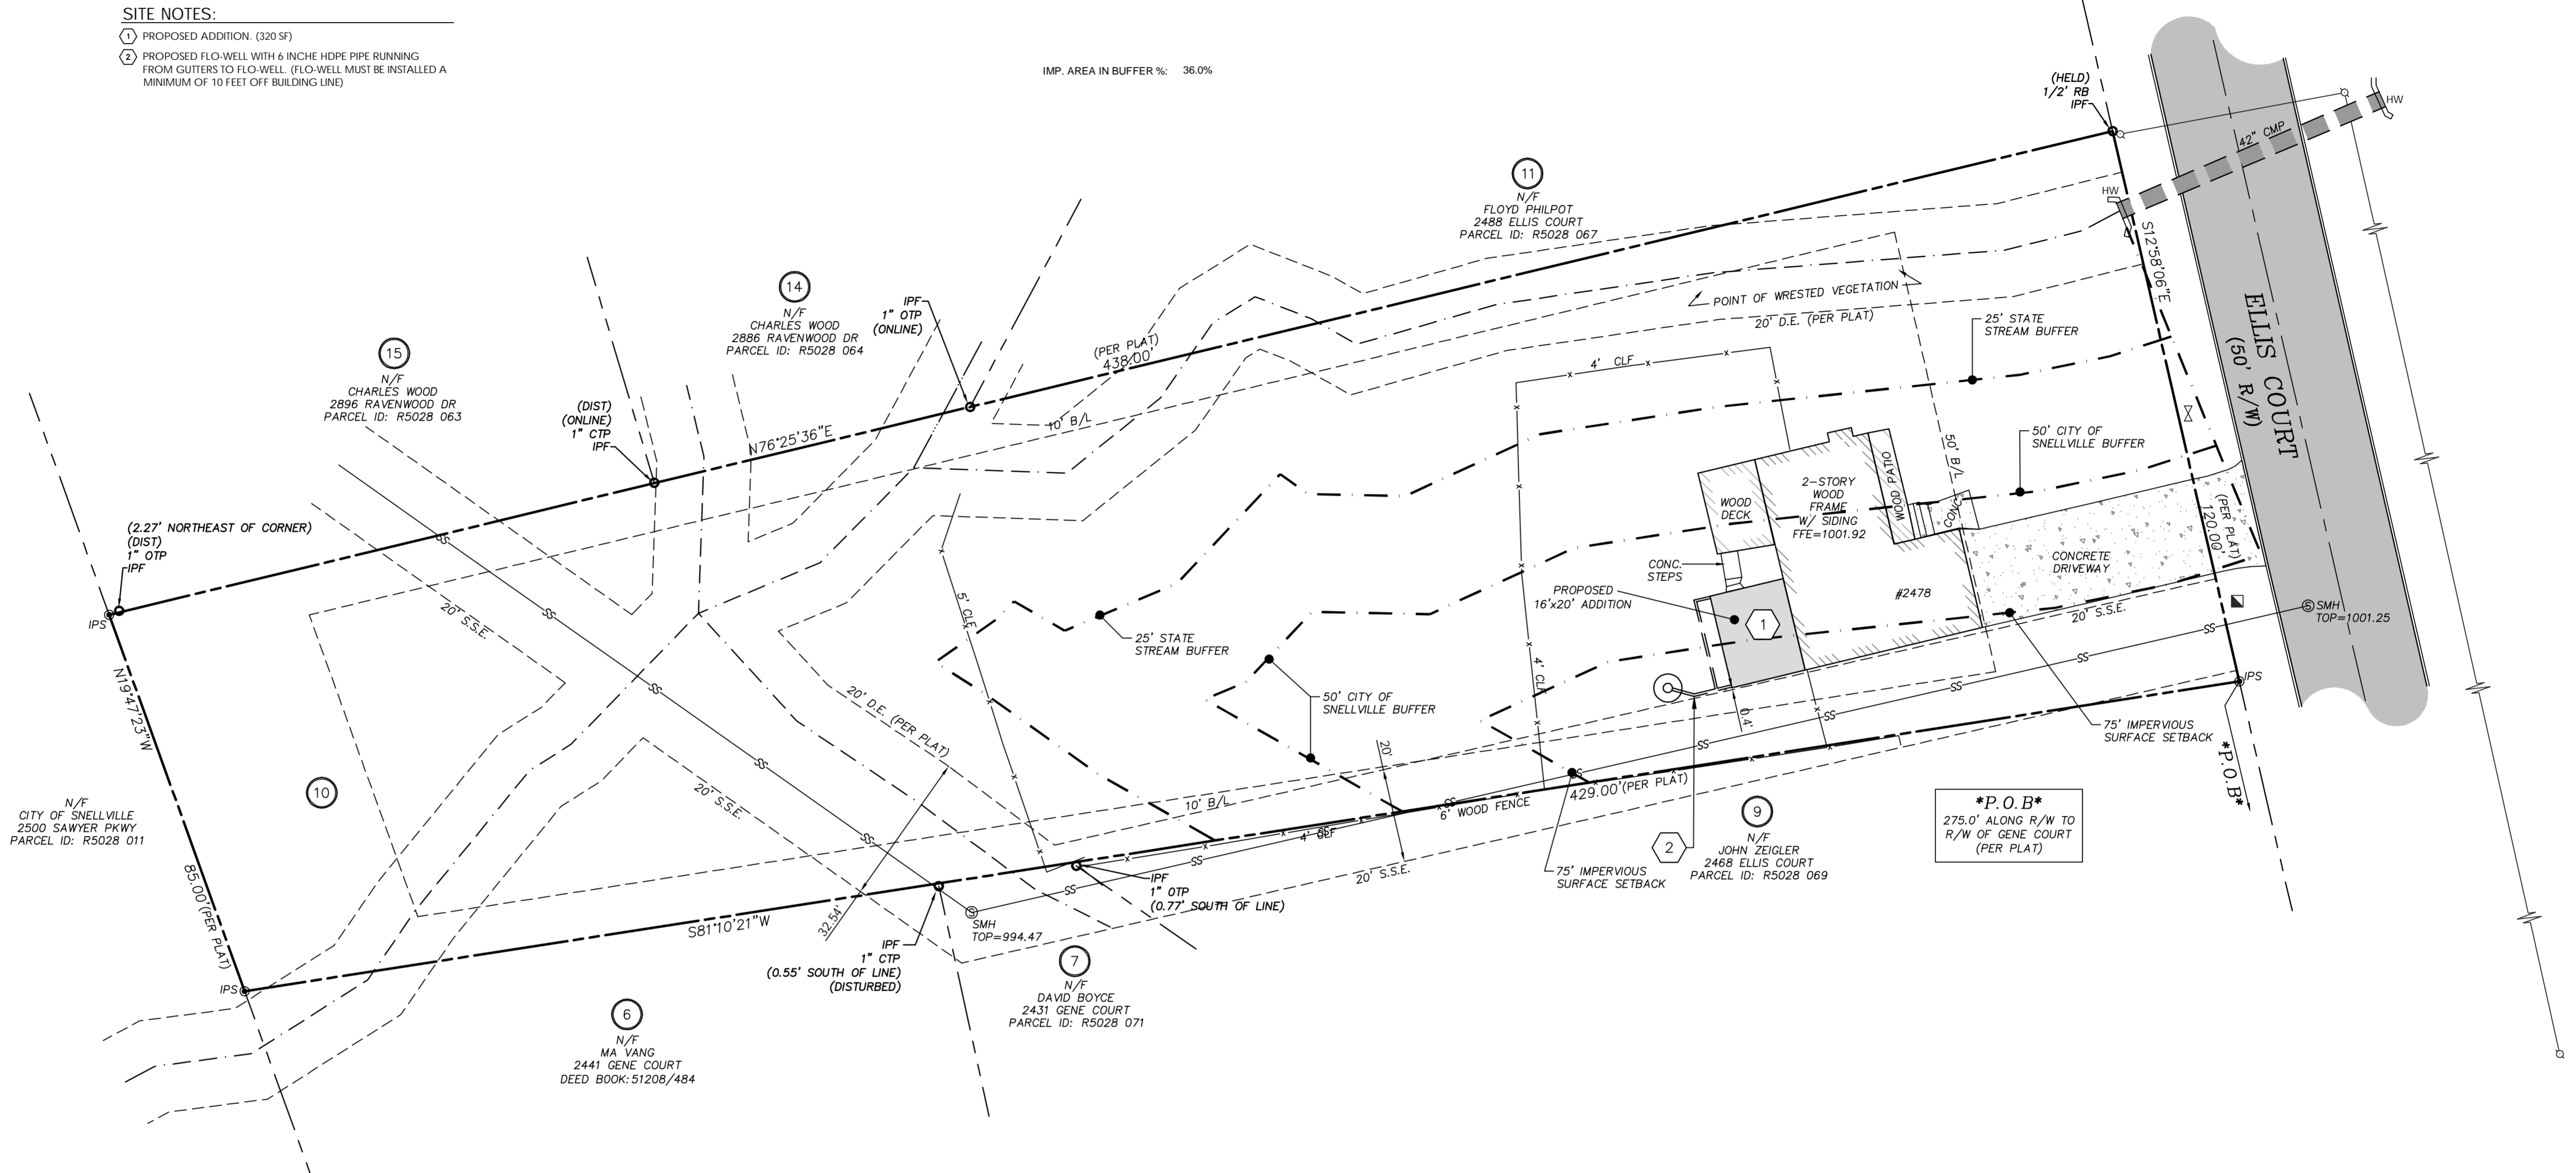 SITE NOTES:
1 PROPOSED ADDITION. (320 SF)
2 PROPOSED FLO-WELL WITH 6 INCHE HDPE PIPE RUNNING
FROM GUTTERS TO FLO-WELL. (FLO-WELL MUST BE INSTALLED A
MINIMUM OF 10 FEET OFF BUILDING LINE)
IMP. AREA IN BUFFER %: 36.0%
(HELD)
1/2' RB
IPF
HW
42" CMP
HW
11
N/F
FLOYD PHILPOT
2488 ELLIS COURT
PARCEL ID: R5028 067
S12°58'06"E
ELLIS COURT
(50' R/W)
14
N/F
CHARLES WOOD
2886 RAVENWOOD DR
PARCEL ID: R5028 064
IPF
1" OTP
(ONLINE)
15
N/F
CHARLES WOOD
2896 RAVENWOOD DR
PARCEL ID: R5028 063
(DIST)
(ONLINE)
1" CTP
IPF
(PER PLAT)
438.00'
N76°25'36"E
10' B/L
POINT OF WRESTED VEGETATION
20' D.E. (PER PLAT)
25' STATE
STREAM BUFFER
4' CLF
50' CITY OF
SNELLVILLE BUFFER
50' B/L
WOOD PATIO
2-STORY
WOOD
FRAME
W/ SIDING
FFE=1001.92
WOOD
DECK
CONC.
CONC.
STEPS
CONCRETE
DRIVEWAY
(PER PLAT)
120.00'
#2478
PROPOSED
16'x20' ADDITION
1
20' S.S.E.
SMH
TOP=1001.25
SS
SS
SS
SS
SS
IPS
(2.27' NORTHEAST OF CORNER)
(DIST)
1" OTP
IPF
IPS
SS
SS
SS
SS
SS
20' S.S.E.
5' CLF
25' STATE
STREAM BUFFER
4' CLF
N19°47'23"W
20' D.E. (PER PLAT)
50' CITY OF
SNELLVILLE BUFFER
0.4'
75' IMPERVIOUS
SURFACE SETBACK
*P.O.B*
20'
10
20' S.S.E.
10' B/L
429.00'(PER PLAT)
6' WOOD FENCE
SS
SS
4' CLF
SS
SS
SS
N/F
CITY OF SNELLVILLE
2500 SAWYER PKWY
PARCEL ID: R5028 011
*P.O.B*
275.0' ALONG R/W TO
R/W OF GENE COURT
(PER PLAT)
9
N/F
JOHN ZEIGLER
2468 ELLIS COURT
PARCEL ID: R5028 069
2
75' IMPERVIOUS
SURFACE SETBACK
20' S.S.E.
85.00'(PER PLAT)
32.54'
IPF
1" OTP
(0.77' SOUTH OF LINE)
S81°10'21"W
SMH
TOP=994.47
IPF
1" CTP
(0.55' SOUTH OF LINE)
(DISTURBED)
IPS
7
N/F
DAVID BOYCE
2431 GENE COURT
PARCEL ID: R5028 071
6
N/F
MA VANG
2441 GENE COURT
DEED BOOK: 51208/484